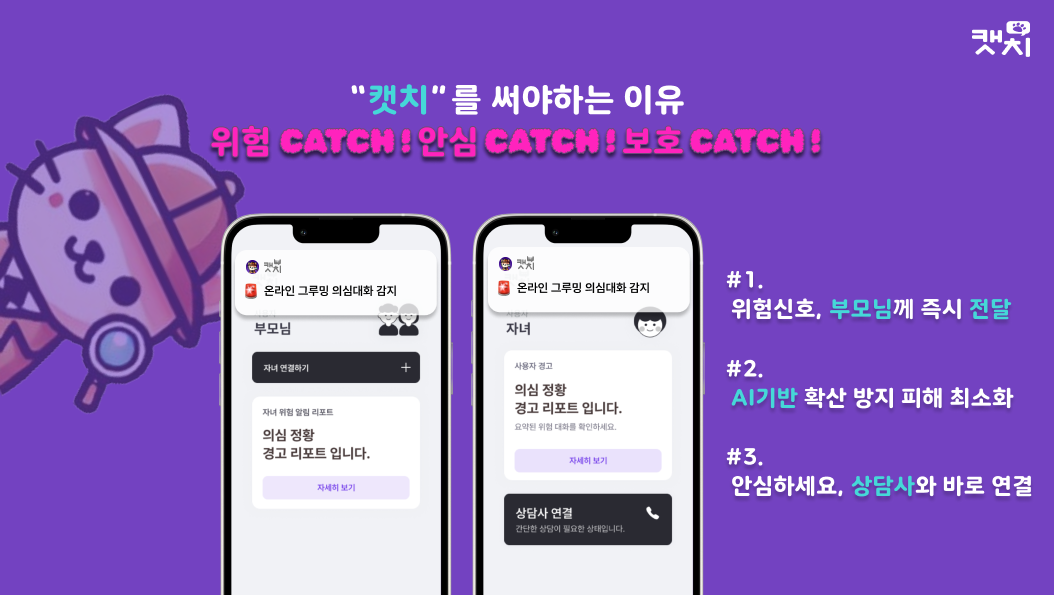 캣치
“캣치”를 써야하는 이유
위험 CATCH! 안심 CATCH! 보호 CATCH!
캣치
🚨 온라인 그루밍 의심대화 감지
부모님
자녀 연결하기 +
자녀 위험 알림 리포트
의심 정황
경고 리포트 입니다.
자세히 보기
캣치
🚨 온라인 그루밍 의심대화 감지
사용자
자녀
사용자 경고
의심 정황
경고 리포트 입니다.
요약된 위험 대화를 확인하세요.
자세히 보기
상담사 연결
간단한 상담이 필요한 상태입니다.
#1.
위험신호, 부모님께 즉시 전달
#2.
AI기반 확산 방지 피해 최소화
#3.
안심하세요, 상담사와 바로 연결